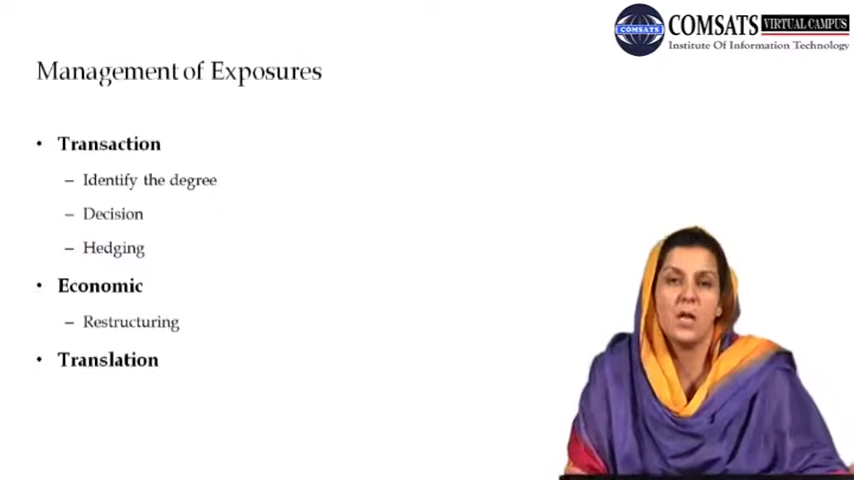 COMSATS VIRTUAL CAMPUS
COMSATS
Institute Of Information Technology
Management of Exposures
• Transaction
– Identify the degree
– Decision
– Hedging
• Economic
– Restructuring
• Translation